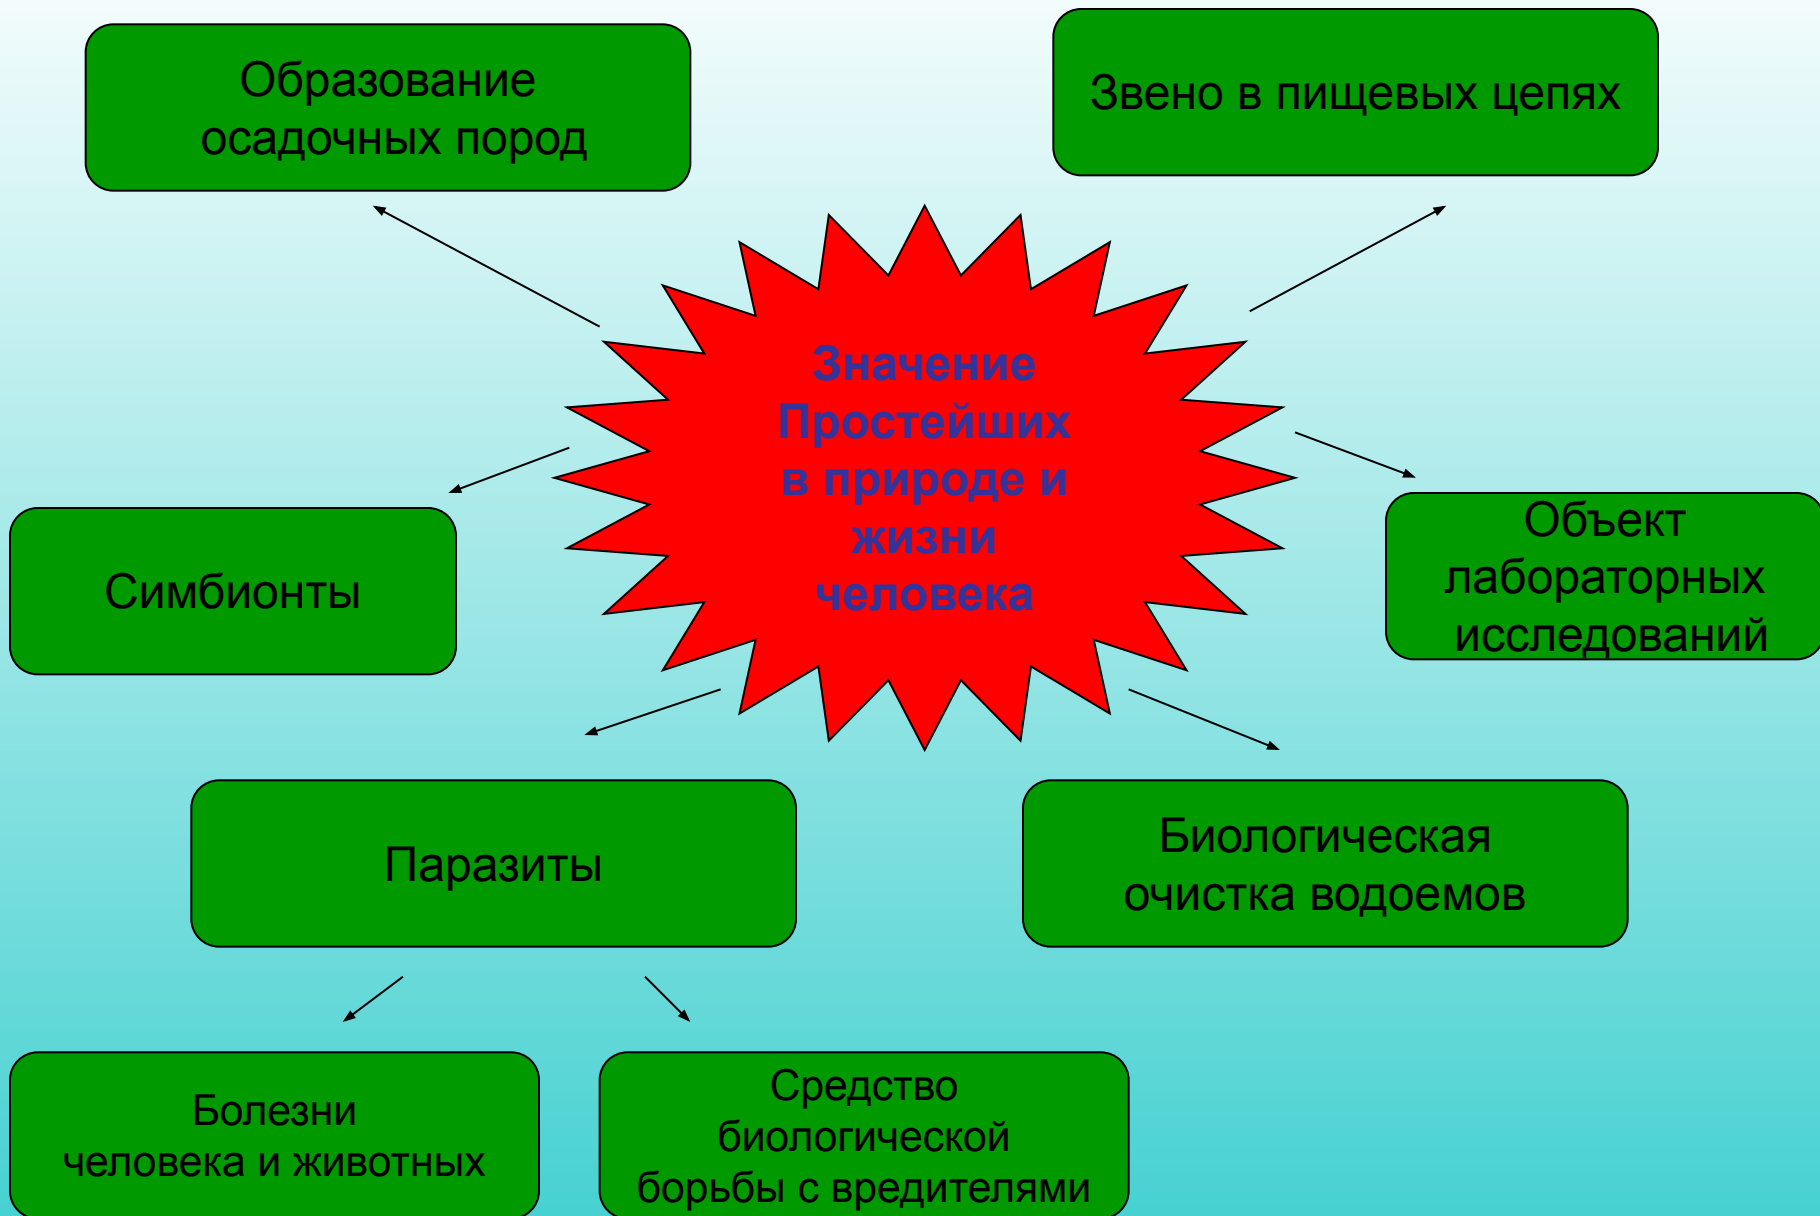 Образование
осадочных пород
Звено в пищевых цепях
Значение
Простейших
в природе и
жизни
человека
Симбионты
Объект
лабораторных
исследований
Паразиты
Биологическая
очистка водоемов
Болезни
человека и животных
Средство
биологической
борьбы с вредителями